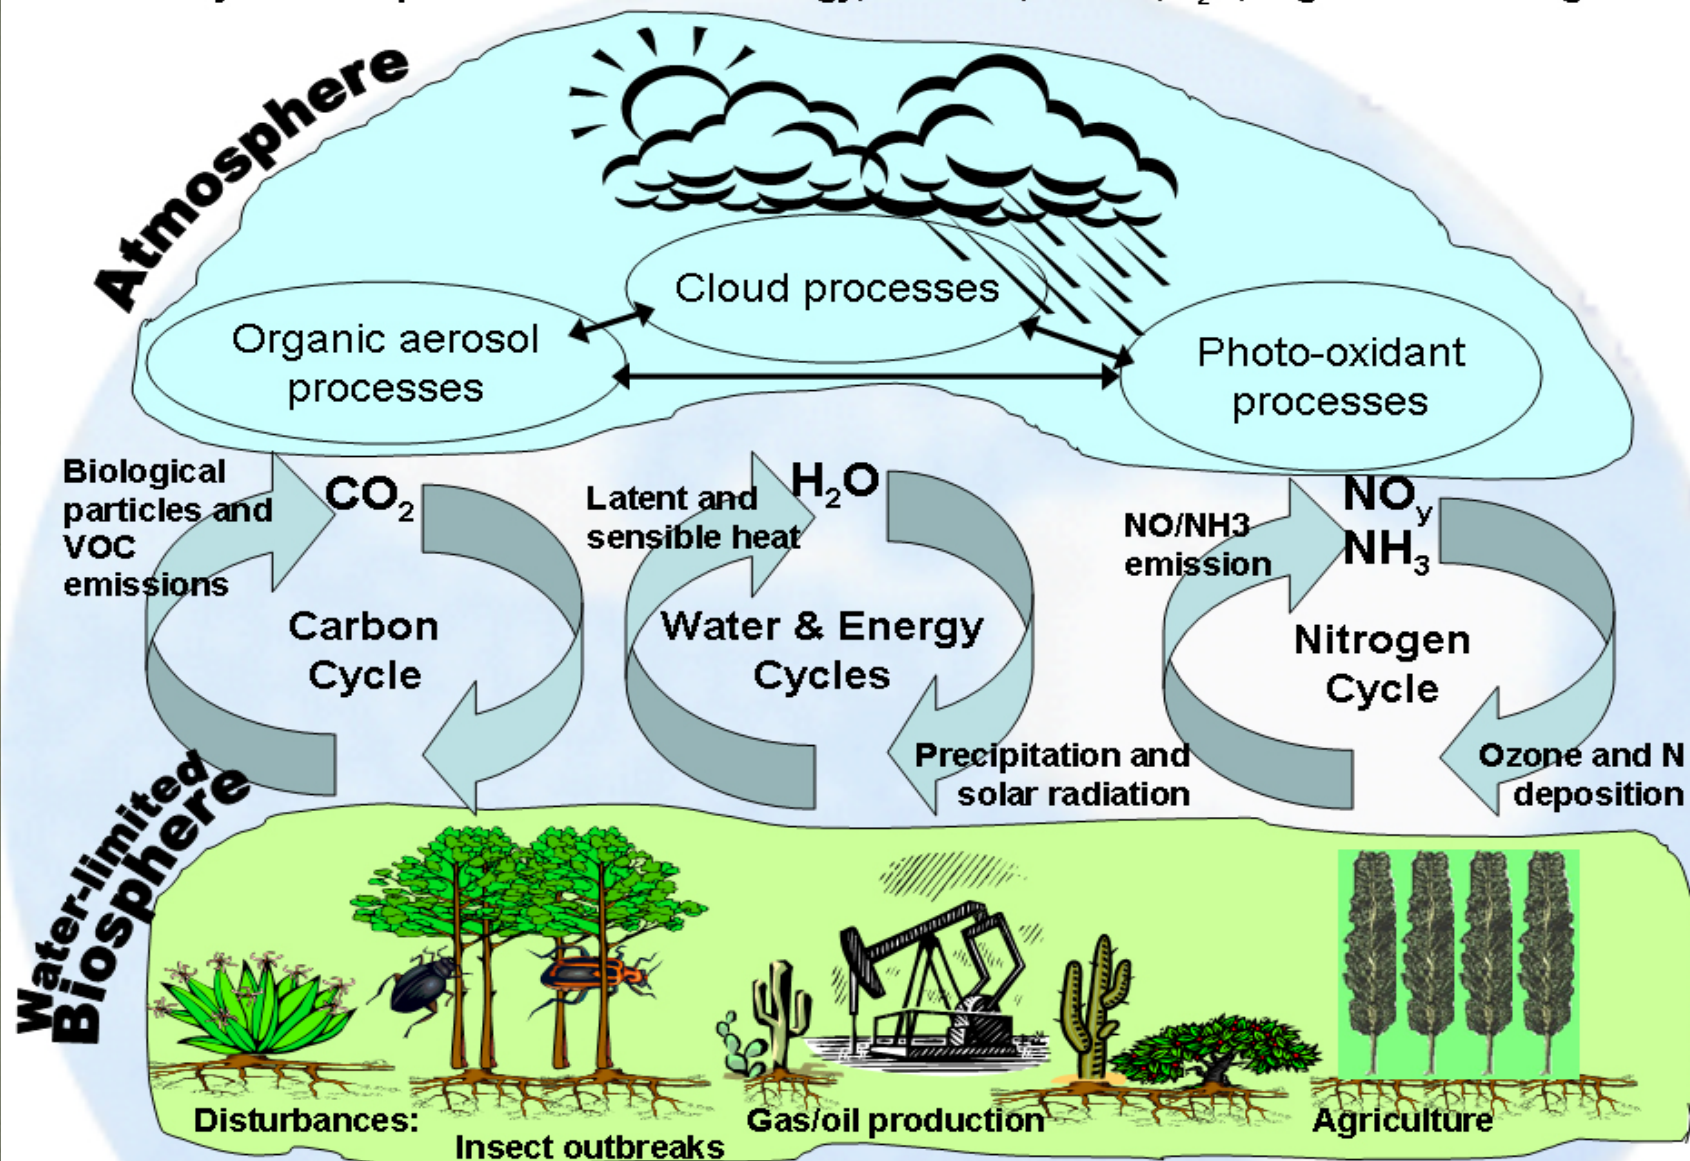 Atmosphere
Cloud processes
Organic aerosol
processes
Photo-oxidant
processes
Biological
particles and
VOC
emissions
CO2
Carbon
Cycle
Latent and
sensible heat
H2O
Water & Energy
Cycles
Precipitation and
solar radiation
NO/NH3
emission
NOy
NH3
Nitrogen
Cycle
Ozone and N
deposition
Water-limited
Biosphere
Disturbances:
Insect outbreaks
Gas/oil production
Agriculture